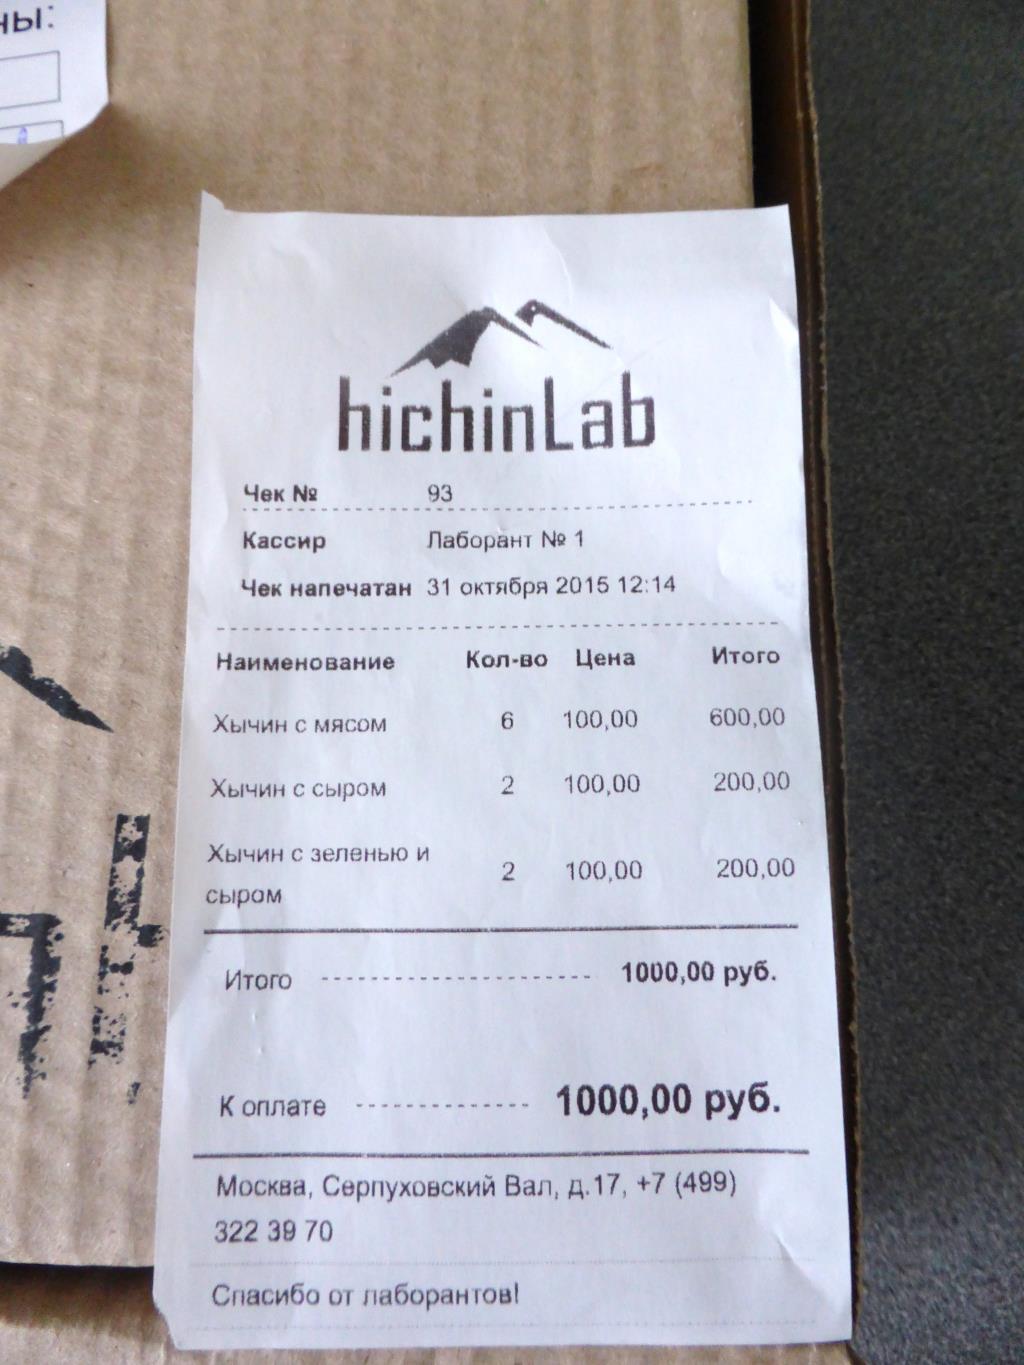 ны:
hichinLab
Чек № 93
Кассир Лаборант № 1
Чек напечатан 31 октября 2015 12:14
Наименование Кол-во Цена Итого
Хычин с мясом 6 100,00 600,00
Хычин с сыром 2 100,00 200,00
Хычин с зеленью и
сыром 2 100,00 200,00
Итого 1000,00 руб.
К оплате 1000,00 руб.
Москва, Серпуховский Вал, д.17, +7 (499)
322 39 70
Спасибо от лаборантов!